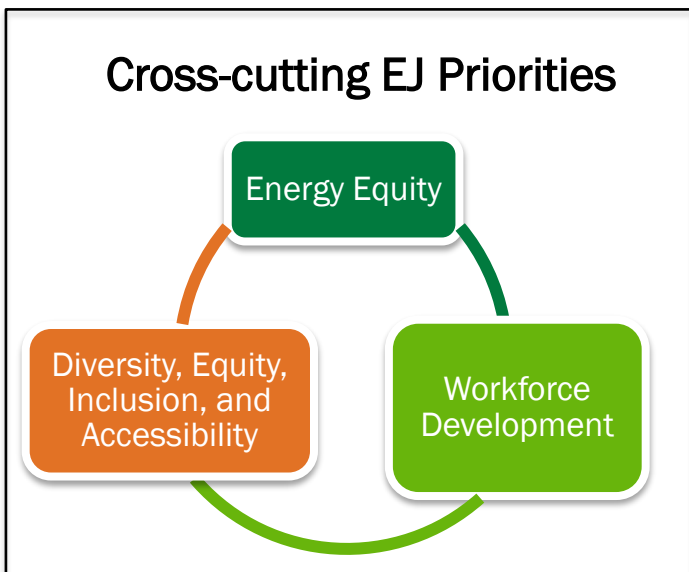 Cross-cutting EJ Priorities
Energy Equity
Diversity, Equity,
Inclusion, and
Accessibility
Workforce
Development